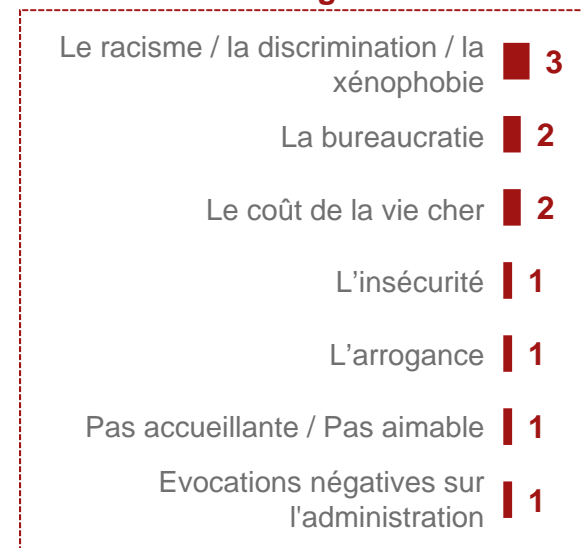 Le racisme / la discrimination / la
xénophobie
3
La bureaucratie
2
Le coût de la vie cher
2
L’insécurité
1
L’arrogance
1
Pas accueillante / Pas aimable
1
Evocations négatives sur
l'administration
1